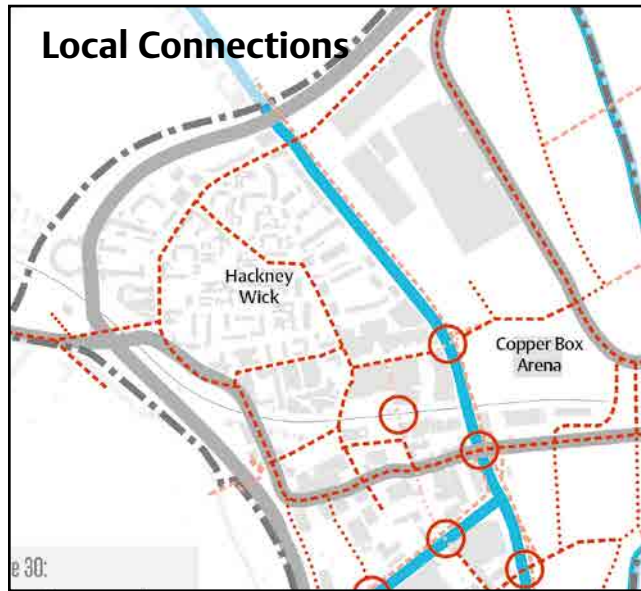 Local Connections
Hackney
Wick
Copper Box
Arena
e 30: